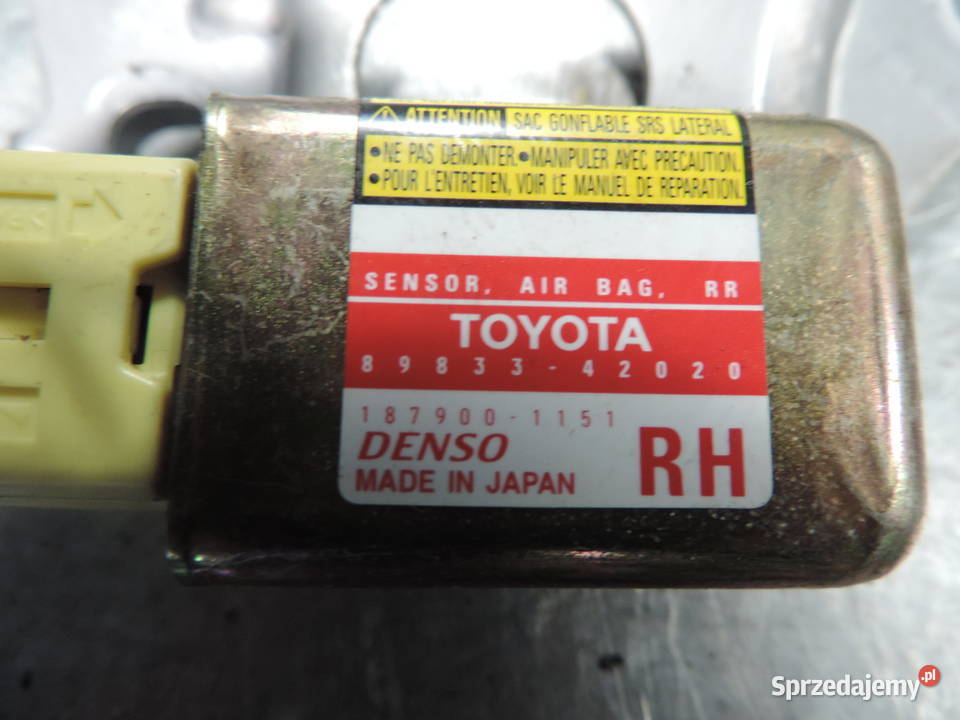 ATTENTION SAC GONFLABLE SRS LATERAL
•NE PAS DEMONTER.•MANIPULER AVEC PRECAUTION.
•POUR L'ENTRETIEN, VOIR LE MANUEL DE REPARATION.
SENSOR, AIR BAG, RR
TOYOTA
89833-42020
187900-1151
DENSO
MADE IN JAPAN
RH
Sprzedajemy.pl